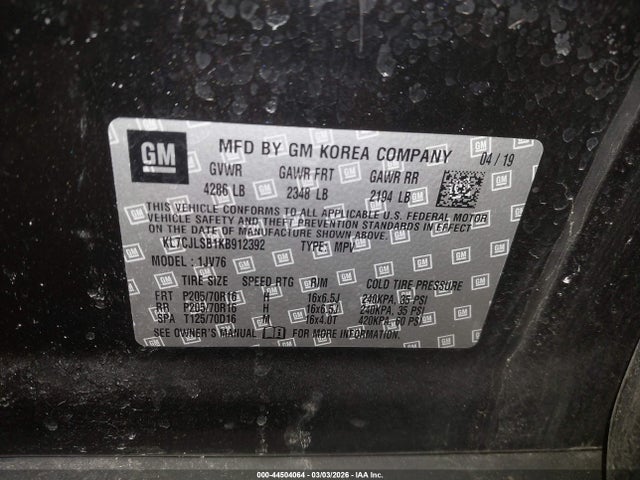 GM
MFD BY GM KOREA COMPANY 04 / 19
GVWR GAWR FRT GAWR RR
4286 LB 2348 LB 2194 LB
THIS VEHICLE CONFORMS TO ALL APPLICABLE U.S. FEDERAL MOTOR
VEHICLE SAFETY AND THEFT PREVENTION STANDARDS IN EFFECT
ON THE DATE OF MANUFACTURE SHOWN ABOVE.
KL7CJLSB1KB912392 TYPE: MPV
MODEL : 1JV76
TIRE SIZE SPEED RTG RIM COLD TIRE PRESSURE
FRT P205/70R16 H 16x6.5J 240KPA, 35 PSI
RR P205/70R16 H 16x6.5J 240KPA, 35 PSI
SPA T125/70D16 M 16x4.0T 420KPA, 60 PSI
SEE OWNER'S MANUAL FOR MORE INFORMATION.
000-44504064 | 03/03/2026 | IAA Inc.